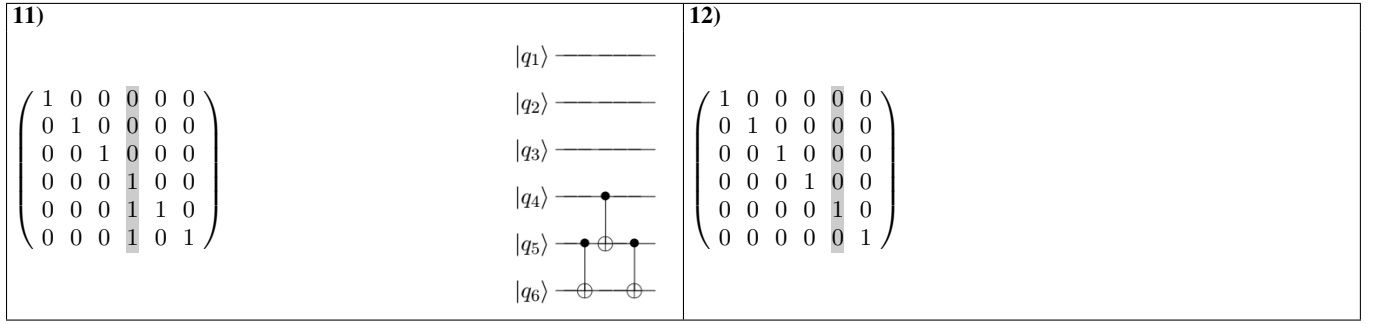 11)
1 0 0 0 0 0
0 1 0 0 0 0
0 0 1 0 0 0
0 0 0 1 0 0
0 0 0 1 1 0
0 0 0 1 0 1
|q₁⟩
|q₂⟩
|q₃⟩
|q₄⟩
|q₅⟩
|q₆⟩
12)
1 0 0 0 0 0
0 1 0 0 0 0
0 0 1 0 0 0
0 0 0 1 0 0
0 0 0 0 1 0
0 0 0 0 0 1